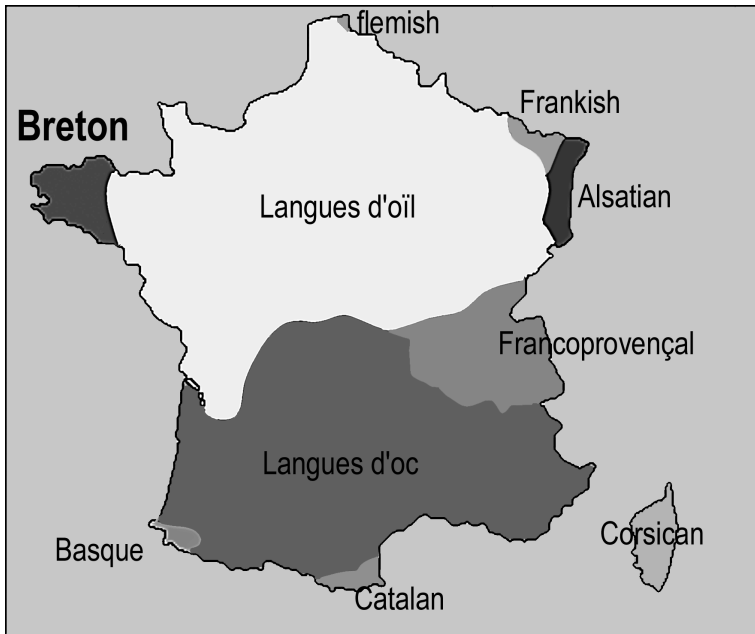 flemish
Frankish
Breton
Alsatian
Langues d'oïl
Francoprovençal
Langues d'oc
Corsican
Basque
Catalan